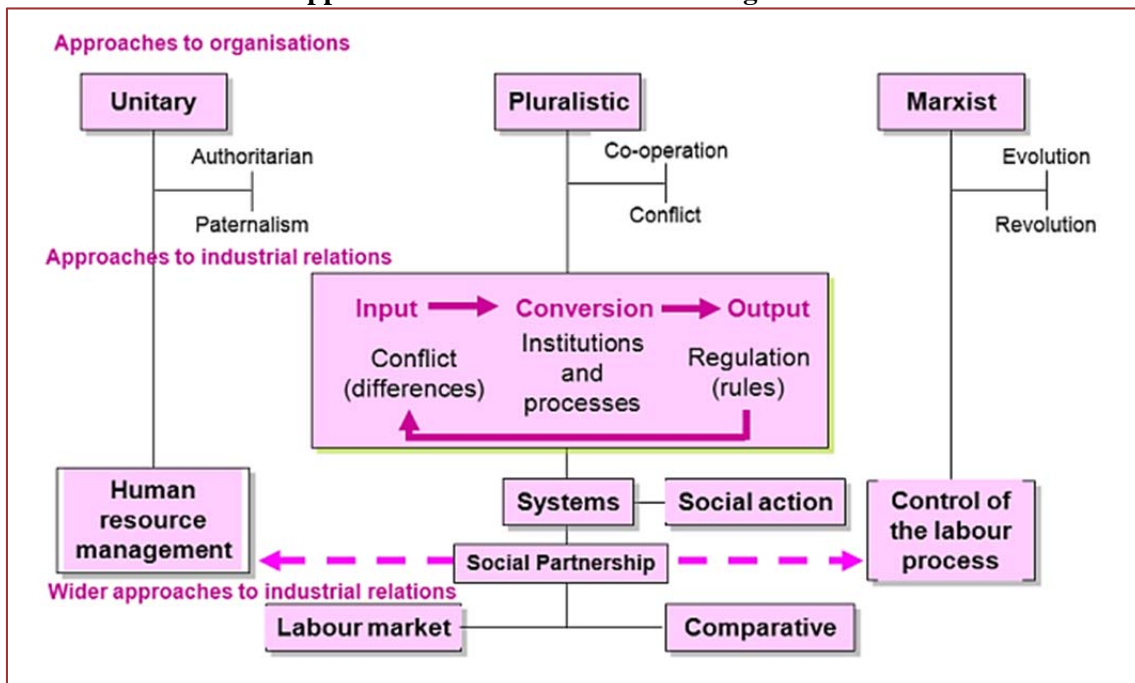 Approaches to organisations
Unitary
Pluralistic
Marxist
Authoritarian
Paternalism
Co-operation
Conflict
Evolution
Revolution
Approaches to industrial relations
Input
Conversion
Output
Conflict
(differences)
Institutions
and
processes
Regulation
(rules)
Human
resource
management
Systems
Social action
Control of
the labour
process
Social Partnership
Wider approaches to industrial relations
Labour market
Comparative